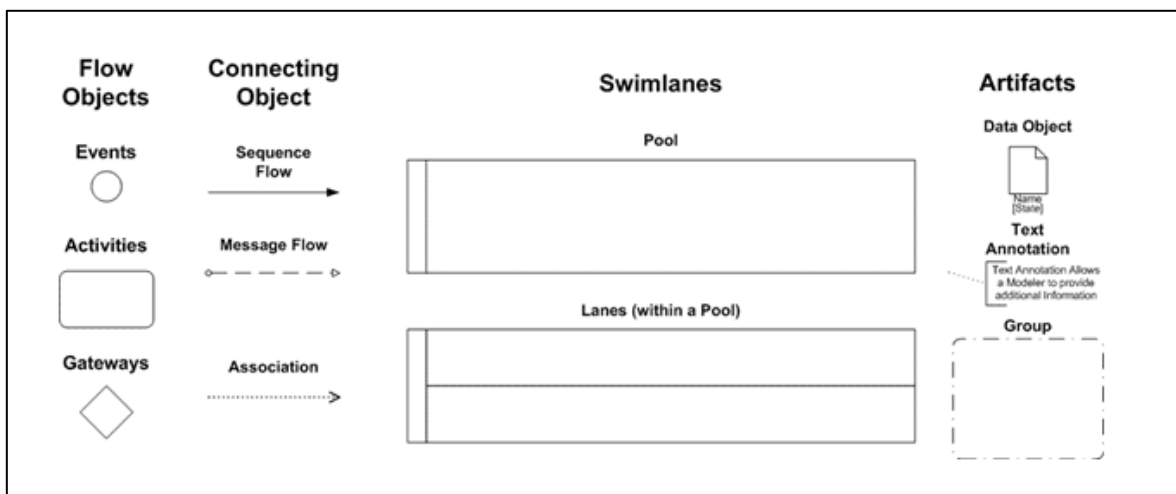 Flow
Objects
Events
Activities
Gateways
Connecting
Object
Sequence
Flow
Message Flow
Association
Swimlanes
Pool
Lanes (within a Pool)
Artifacts
Data Object
Name
[State]
Text
Annotation
Text Annotation Allows
a Modeler to provide
additional Information
Group